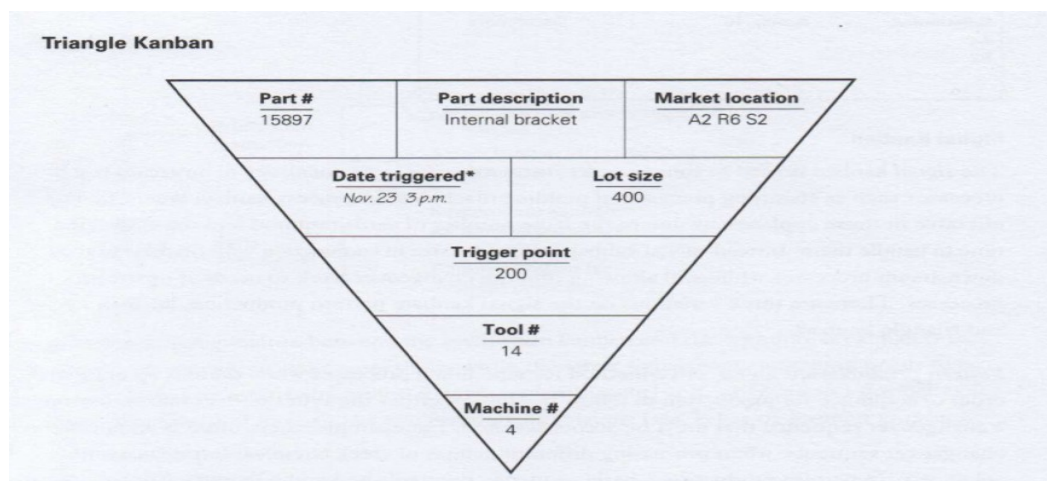 Triangle Kanban
Part #
15897
Part description
Internal bracket
Market location
A2 R6 S2
Date triggered*
Nov. 23 3 p.m.
Lot size
400
Trigger point
200
Tool #
14
Machine #
4